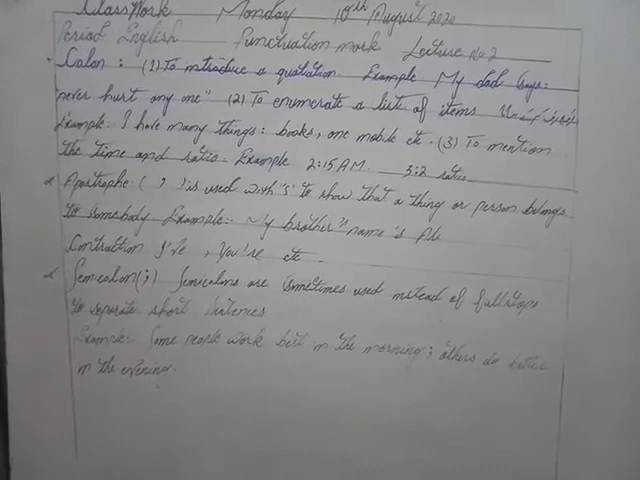 ClassWork Monday 10th August 2020
Period English Punctuation mark Lecture No:2
Colon : (1) To introduce a quotation. Example My dad says:
"never hurt any one" (2) To enumerate a list of items
Example: I have many things: books, one mobile etc. (3) To mention
the time and ratio. Example 2:15 AM. 3:2 ratio
Apostrophe ( ' ) is used with "s" to show that a thing or person belongs
to somebody Example:- My brother's name is Ali
Contraction I've, You're etc.
Semicolon(;) Semicolons are sometimes used instead of full stops
to separate short
Example:- Some people work best in the morning; others do better
in the evening.